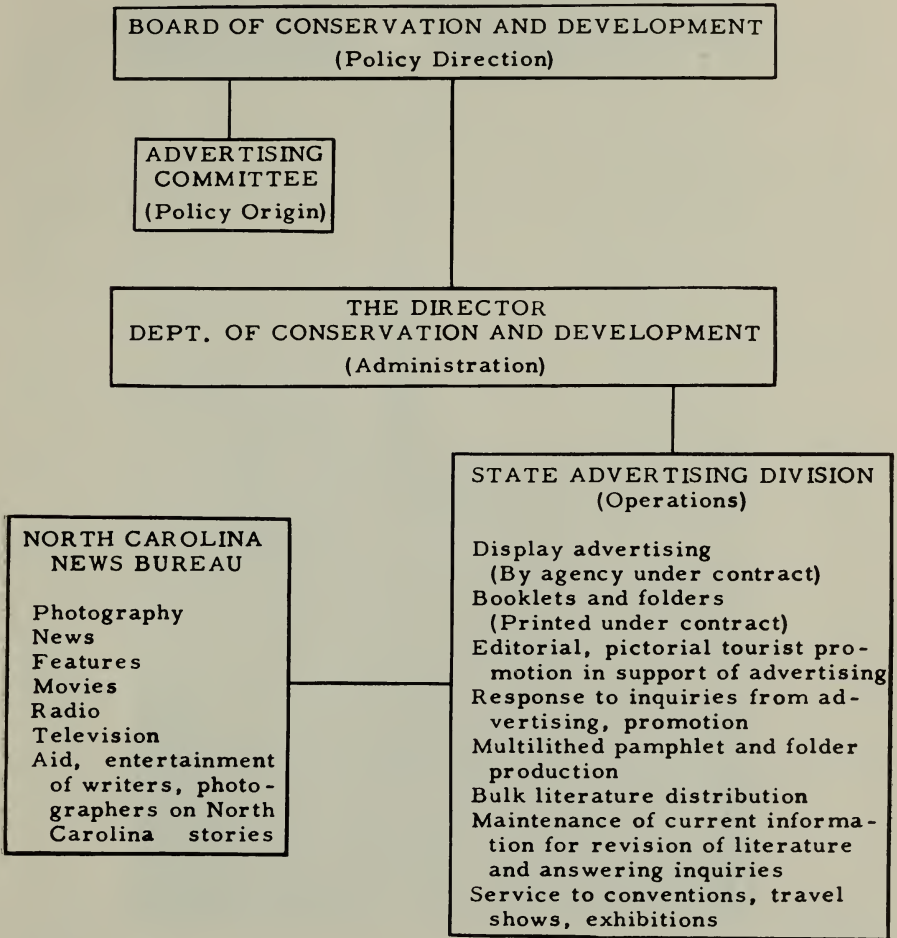 BOARD OF CONSERVATION AND DEVELOPMENT
(Policy Direction)
ADVERTISING
COMMITTEE
(Policy Origin)
THE DIRECTOR
DEPT. OF CONSERVATION AND DEVELOPMENT
(Administration)
NORTH CAROLINA
NEWS BUREAU
Photography
News
Features
Movies
Radio
Television
Aid, entertainment
of writers, photo-
graphers on North
Carolina stories
STATE ADVERTISING DIVISION
(Operations)
Display advertising
(By agency under contract)
Booklets and folders
(Printed under contract)
Editorial, pictorial tourist pro-
motion in support of advertising
Response to inquiries from ad-
vertising, promotion
Multilithed pamphlet and folder
production
Bulk literature distribution
Maintenance of current informa-
tion for revision of literature
and answering inquiries
Service to conventions, travel
shows, exhibitions